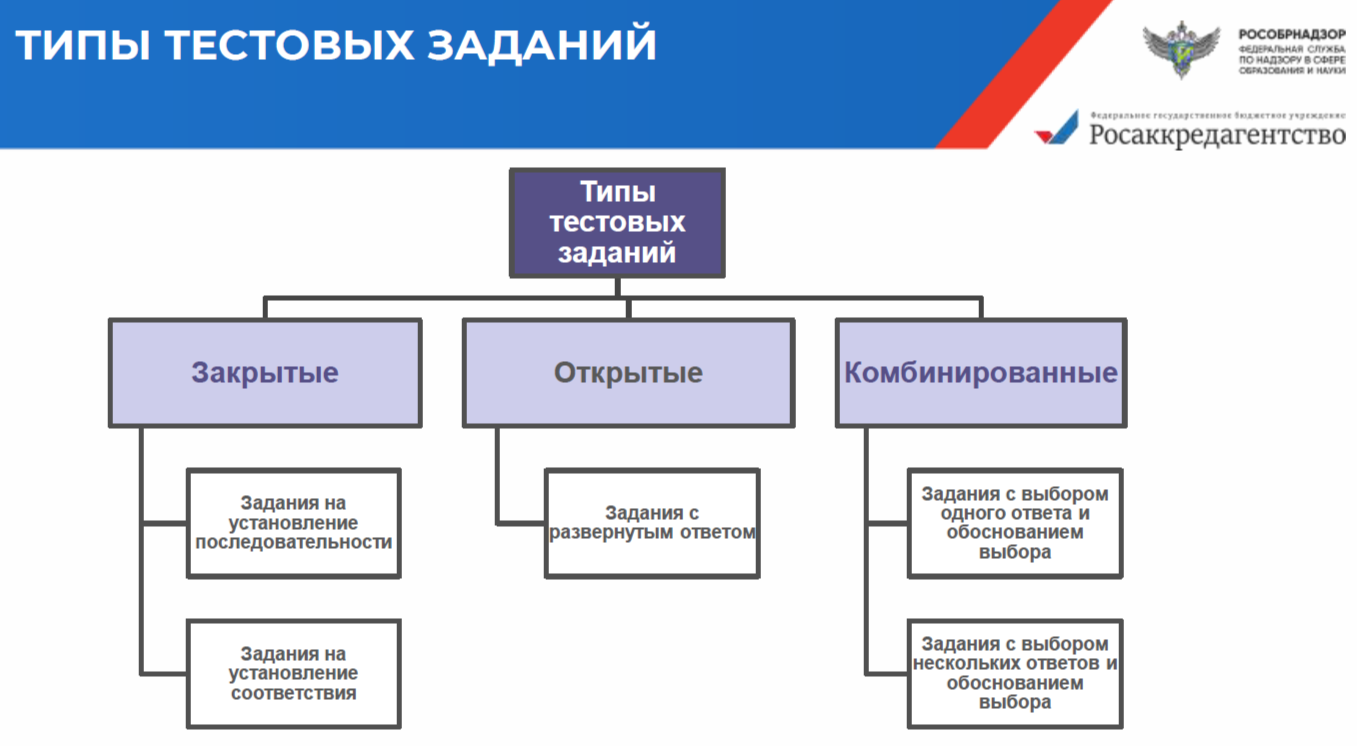 ТИПЫ ТЕСТОВЫХ ЗАДАНИЙ
РОСОБРНАДЗОР
ФЕДЕРАЛЬНАЯ СЛУЖБА
ПО НАДЗОРУ В СФЕРЕ
ОБРАЗОВАНИЯ И НАУКИ
Федеральное государственное бюджетное учреждение
Росаккредагентство
Типы
тестовых
заданий
Закрытые
Открытые
Комбинированные
Задания на
установление
последовательности
Задания с
развернутым ответом
Задания с выбором
одного ответа и
обоснованием
выбора
Задания на
установление
соответствия
Задания с выбором
нескольких ответов и
обоснованием
выбора